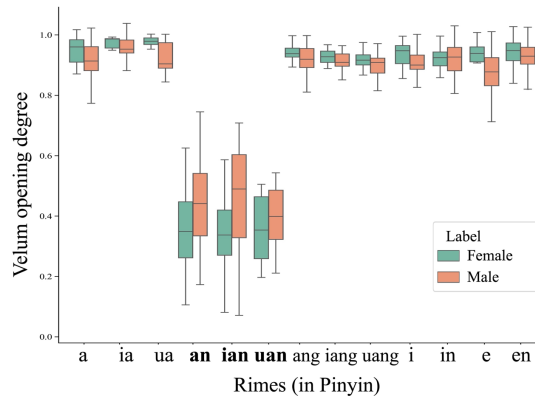 Velum opening degree
1.0
0.8
0.6
0.4
0.2
0.0
Label
Female
Male
a ia ua an ian uan ang iang uang i in e en
Rimes (in Pinyin)